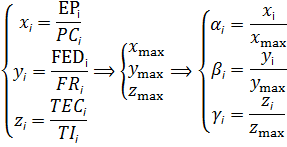 x_i = EP_i / PC_i
y_i = FED_i / FR_i
z_i = TEC_i / TI_i
⇒
x_max
y_max
z_max
⇒
α_i = x_i / x_max
β_i = y_i / y_max
γ_i = z_i / z_max